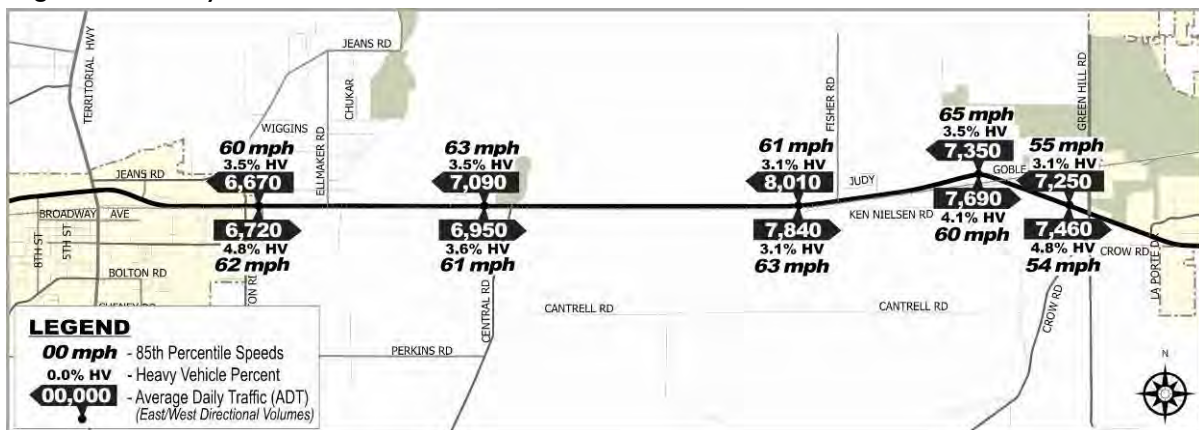 TERRITORIAL HWY
JEANS RD
CHUKAR
WIGGINS
ELLMAKER RD
FISHER RD
GREEN HILL RD
60 mph
3.5% HV
6,670
63 mph
3.5% HV
7,090
61 mph
3.1% HV
8,010
65 mph
3.5% HV
7,350
55 mph
3.1% HV
7,250
JEANS RD
JUDY
GOBLE
BROADWAY AVE
KEN NIELSEN RD
8TH ST
5TH ST
6,720
4.8% HV
62 mph
6,950
3.6% HV
61 mph
7,840
3.1% HV
63 mph
7,690
4.1% HV
60 mph
7,460
4.8% HV
54 mph
CROW RD
LA PORTE D
BOLTON RD
TON RD
CENTRAL RD
CANTRELL RD
CANTRELL RD
CROW RD
PERKINS RD
N
LEGEND
00 mph - 85th Percentile Speeds
0.0% HV - Heavy Vehicle Percent
00,000 - Average Daily Traffic (ADT)
(East/West Directional Volumes)